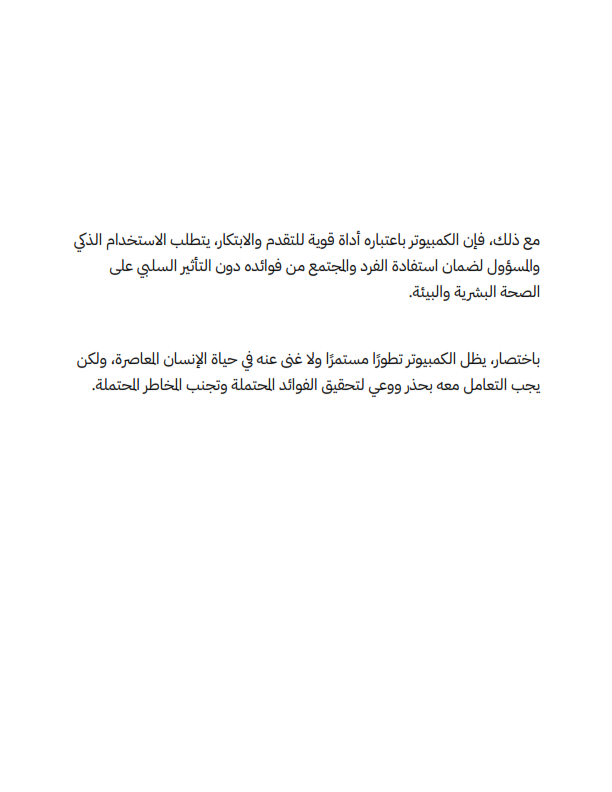 مع ذلك، فإن الكمبيوتر باعتباره أداة قوية للتقدم والابتكار، يتطلب الاستخدام الذكي
والمسؤول لضمان استفادة الفرد والمجتمع من فوائده دون التأثير السلبي على
الصحة البشرية والبيئة.
باختصار، يظل الكمبيوتر تطورًا مستمرًا ولا غنى عنه في حياة الإنسان المعاصرة، ولكن
يجب التعامل معه بحذر ووعي لتحقيق الفوائد المحتملة وتجنب المخاطر المحتملة.